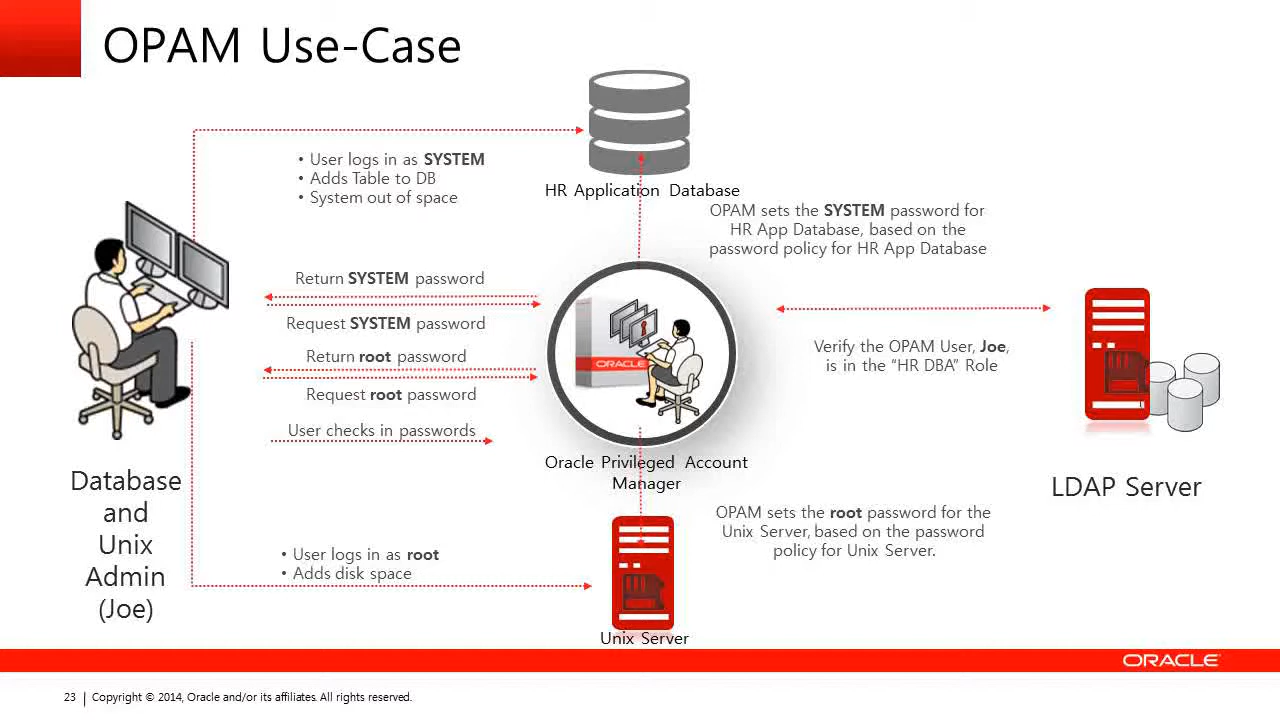 OPAM Use-Case
• User logs in as SYSTEM
• Adds Table to DB
• System out of space
HR Application Database
OPAM sets the SYSTEM password for
HR App Database, based on the
password policy for HR App Database
Return SYSTEM password
Request SYSTEM password
Return root password
Request root password
User checks in passwords
ORACLE
Verify the OPAM User, Joe,
is in the “HR DBA” Role
Oracle Privileged Account
Manager
LDAP Server
Database
and
Unix
Admin
(Joe)
OPAM sets the root password for the
Unix Server, based on the password
policy for Unix Server.
• User logs in as root
• Adds disk space
Unix Server
ORACLE
23 | Copyright © 2014, Oracle and/or its affiliates. All rights reserved.